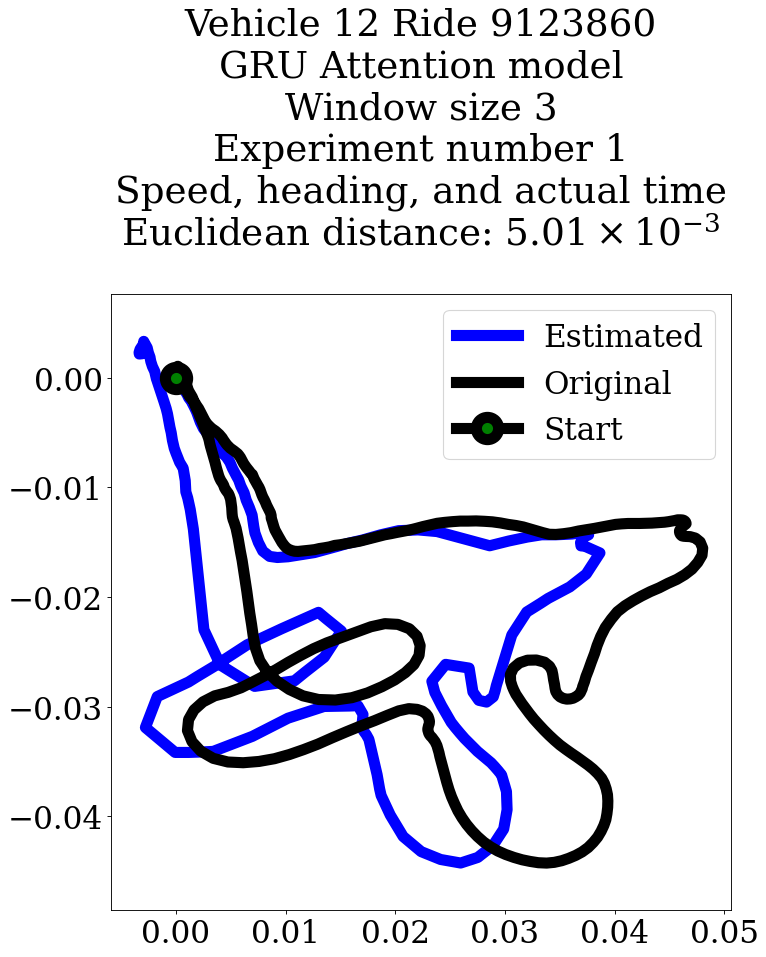 Vehicle 12 Ride 9123860
GRU Attention model
Window size 3
Experiment number 1
Speed, heading, and actual time
Euclidean distance: 5.01 × 10⁻³
Estimated
Original
Start
0.00
−0.01
−0.02
−0.03
−0.04
0.00 0.01 0.02 0.03 0.04 0.05